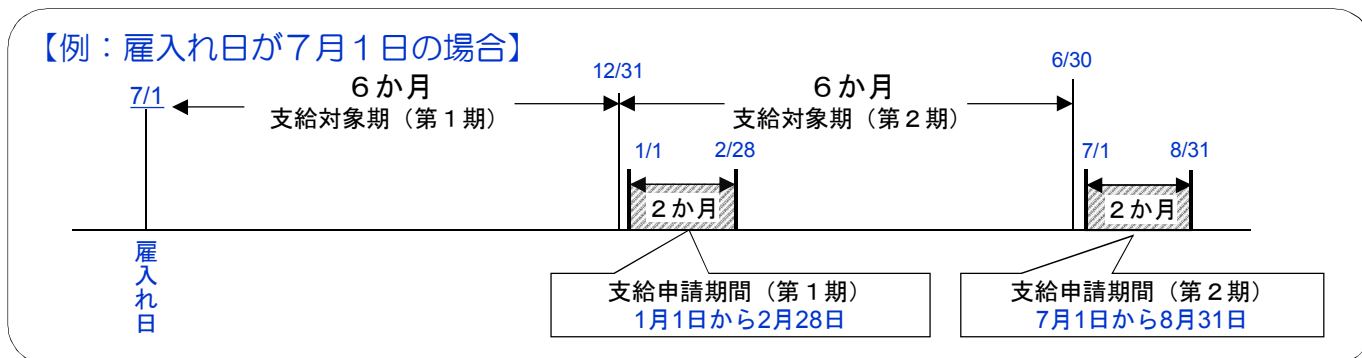 【例：雇入れ日が７月１日の場合】
7/1
６か月
支給対象期（第１期）
12/31
６か月
支給対象期（第２期）
6/30
1/1
2/28
２か月
7/1
8/31
２か月
雇入れ日
支給申請期間（第１期）
1月1日から2月28日
支給申請期間（第２期）
7月1日から8月31日